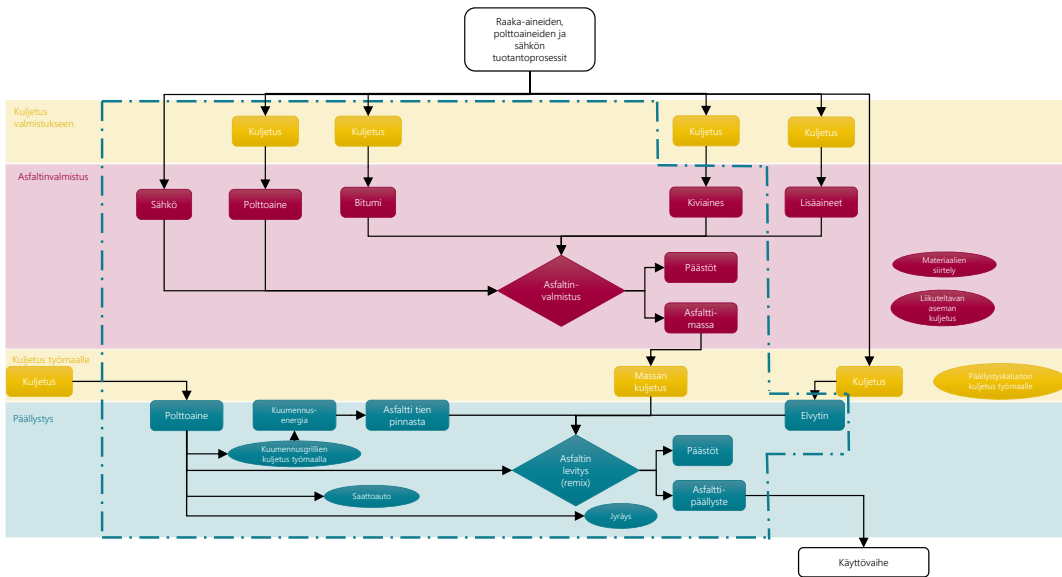 Raaka-aineiden,
polttoaineiden ja
sähkön
tuotantoprosessit
Kuljetus
valmistukseen
Kuljetus
Kuljetus
Kuljetus
Kuljetus
Asfaltinvalmistus
Sähkö
Polttoaine
Bitumi
Kiviaines
Lisäaineet
Asfaltin-
valmistus
Päästöt
Asfaltti-
massa
Materiaalien
siirtely
Liikuteltavan
aseman
kuljetus
Kuljetus työmaalle
Kuljetus
Massan
kuljetus
Kuljetus
Päällystyskaluston
kuljetus työmaalle
Päällystys
Polttoaine
Kuumennus-
energia
Asfaltti tien
pinnasta
Elvytin
Kuumennusgrillien
kuljetus työmaalla
Asfaltin
levitys
(remix)
Päästöt
Asfaltti-
päällyste
Saattoauto
Jyräys
Käyttövaihe